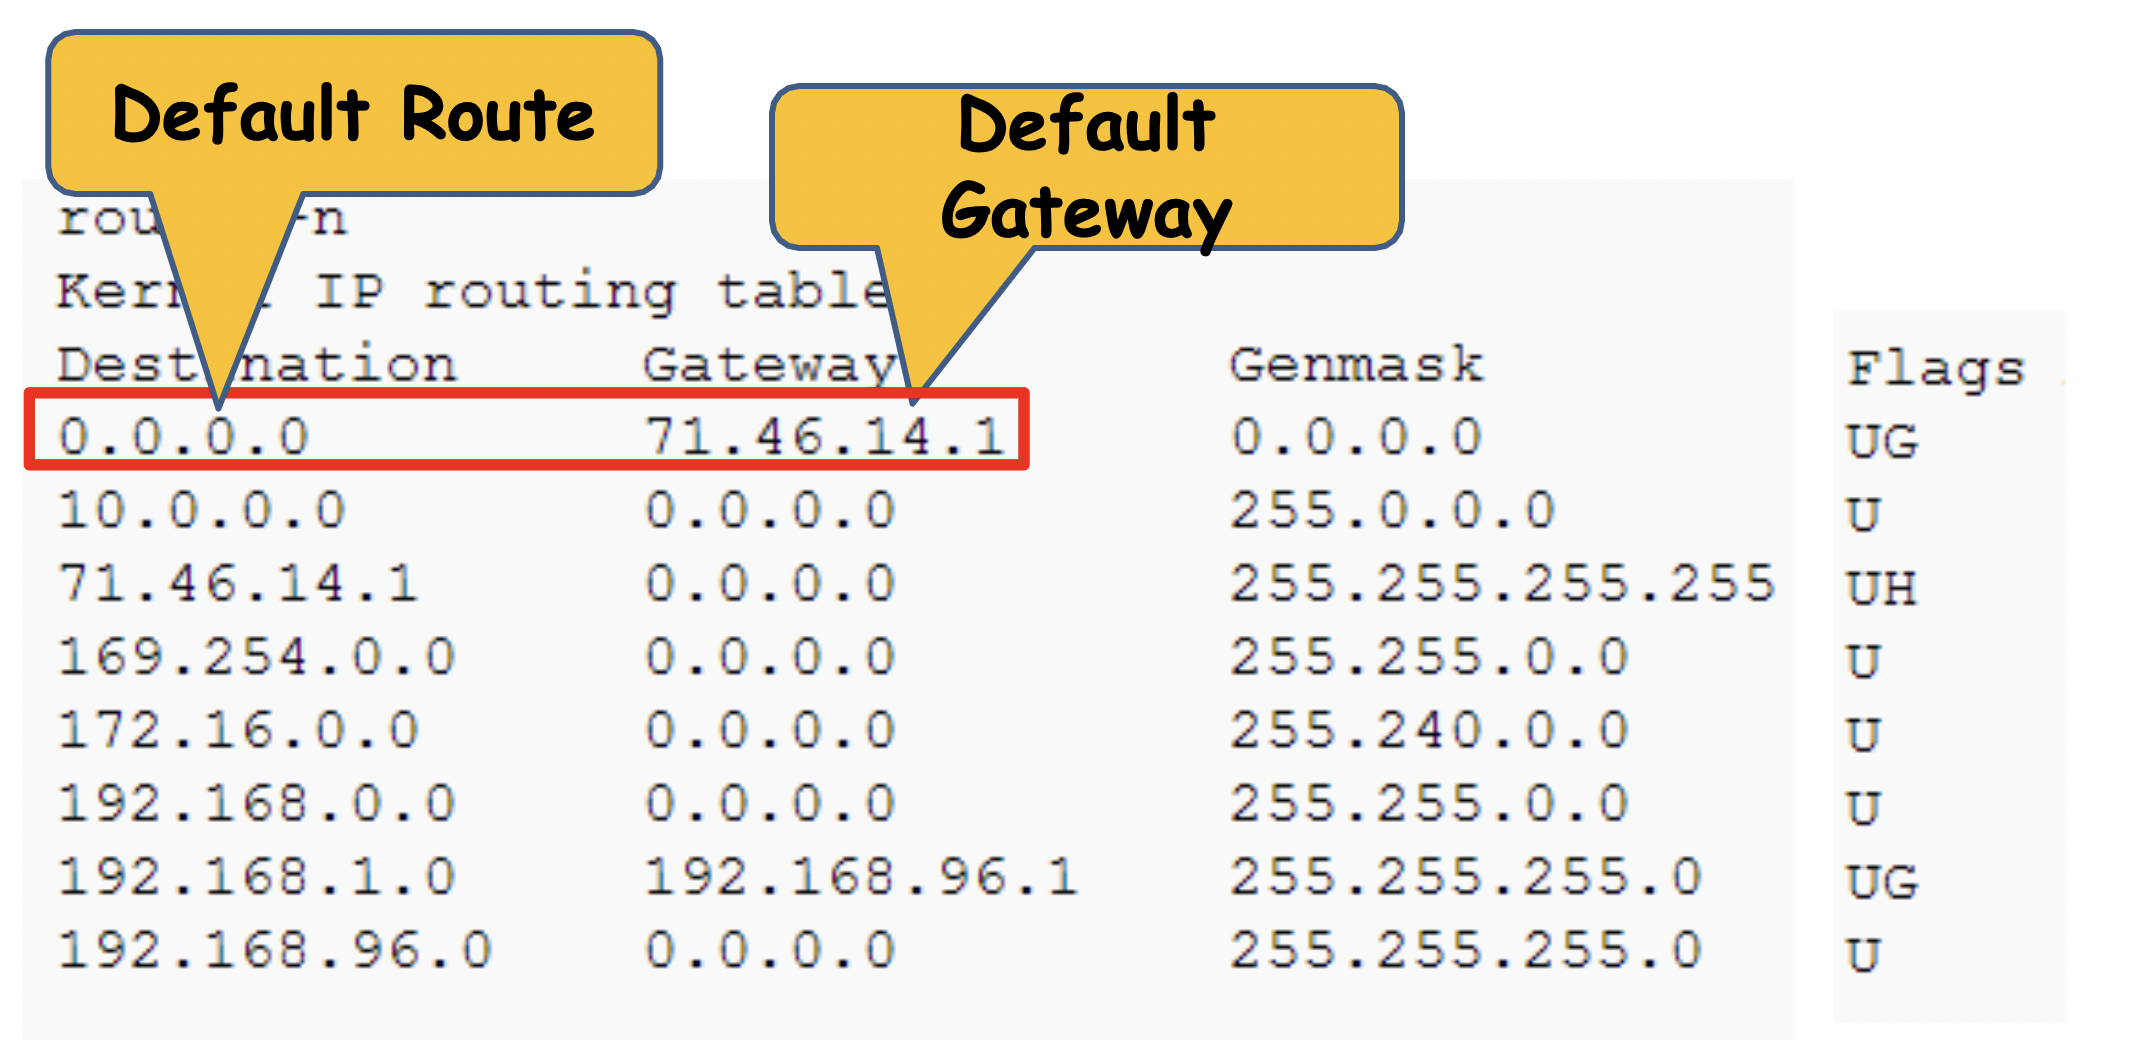 Default Route
Default
Gateway
rou -n
IP routing table
Gateway Genmask Flags
0.0.0.0 71.46.14.1 0.0.0.0 UG
10.0.0.0 0.0.0.0 255.0.0.0 U
71.46.14.1 0.0.0.0 255.255.255.255 UH
169.254.0.0 0.0.0.0 255.255.0.0 U
172.16.0.0 0.0.0.0 255.240.0.0 U
192.168.0.0 0.0.0.0 255.255.0.0 U
192.168.1.0 192.168.96.1 255.255.255.0 UG
192.168.96.0 0.0.0.0 255.255.255.0 U